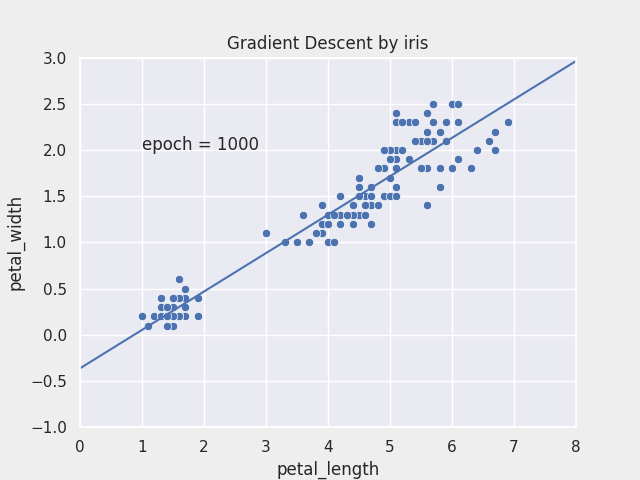 Gradient Descent by iris
3.0
2.5
epoch = 1000
2.0
1.5
1.0
0.5
0.0
−0.5
−1.0
petal_width
0 1 2 3 4 5 6 7 8
petal_length